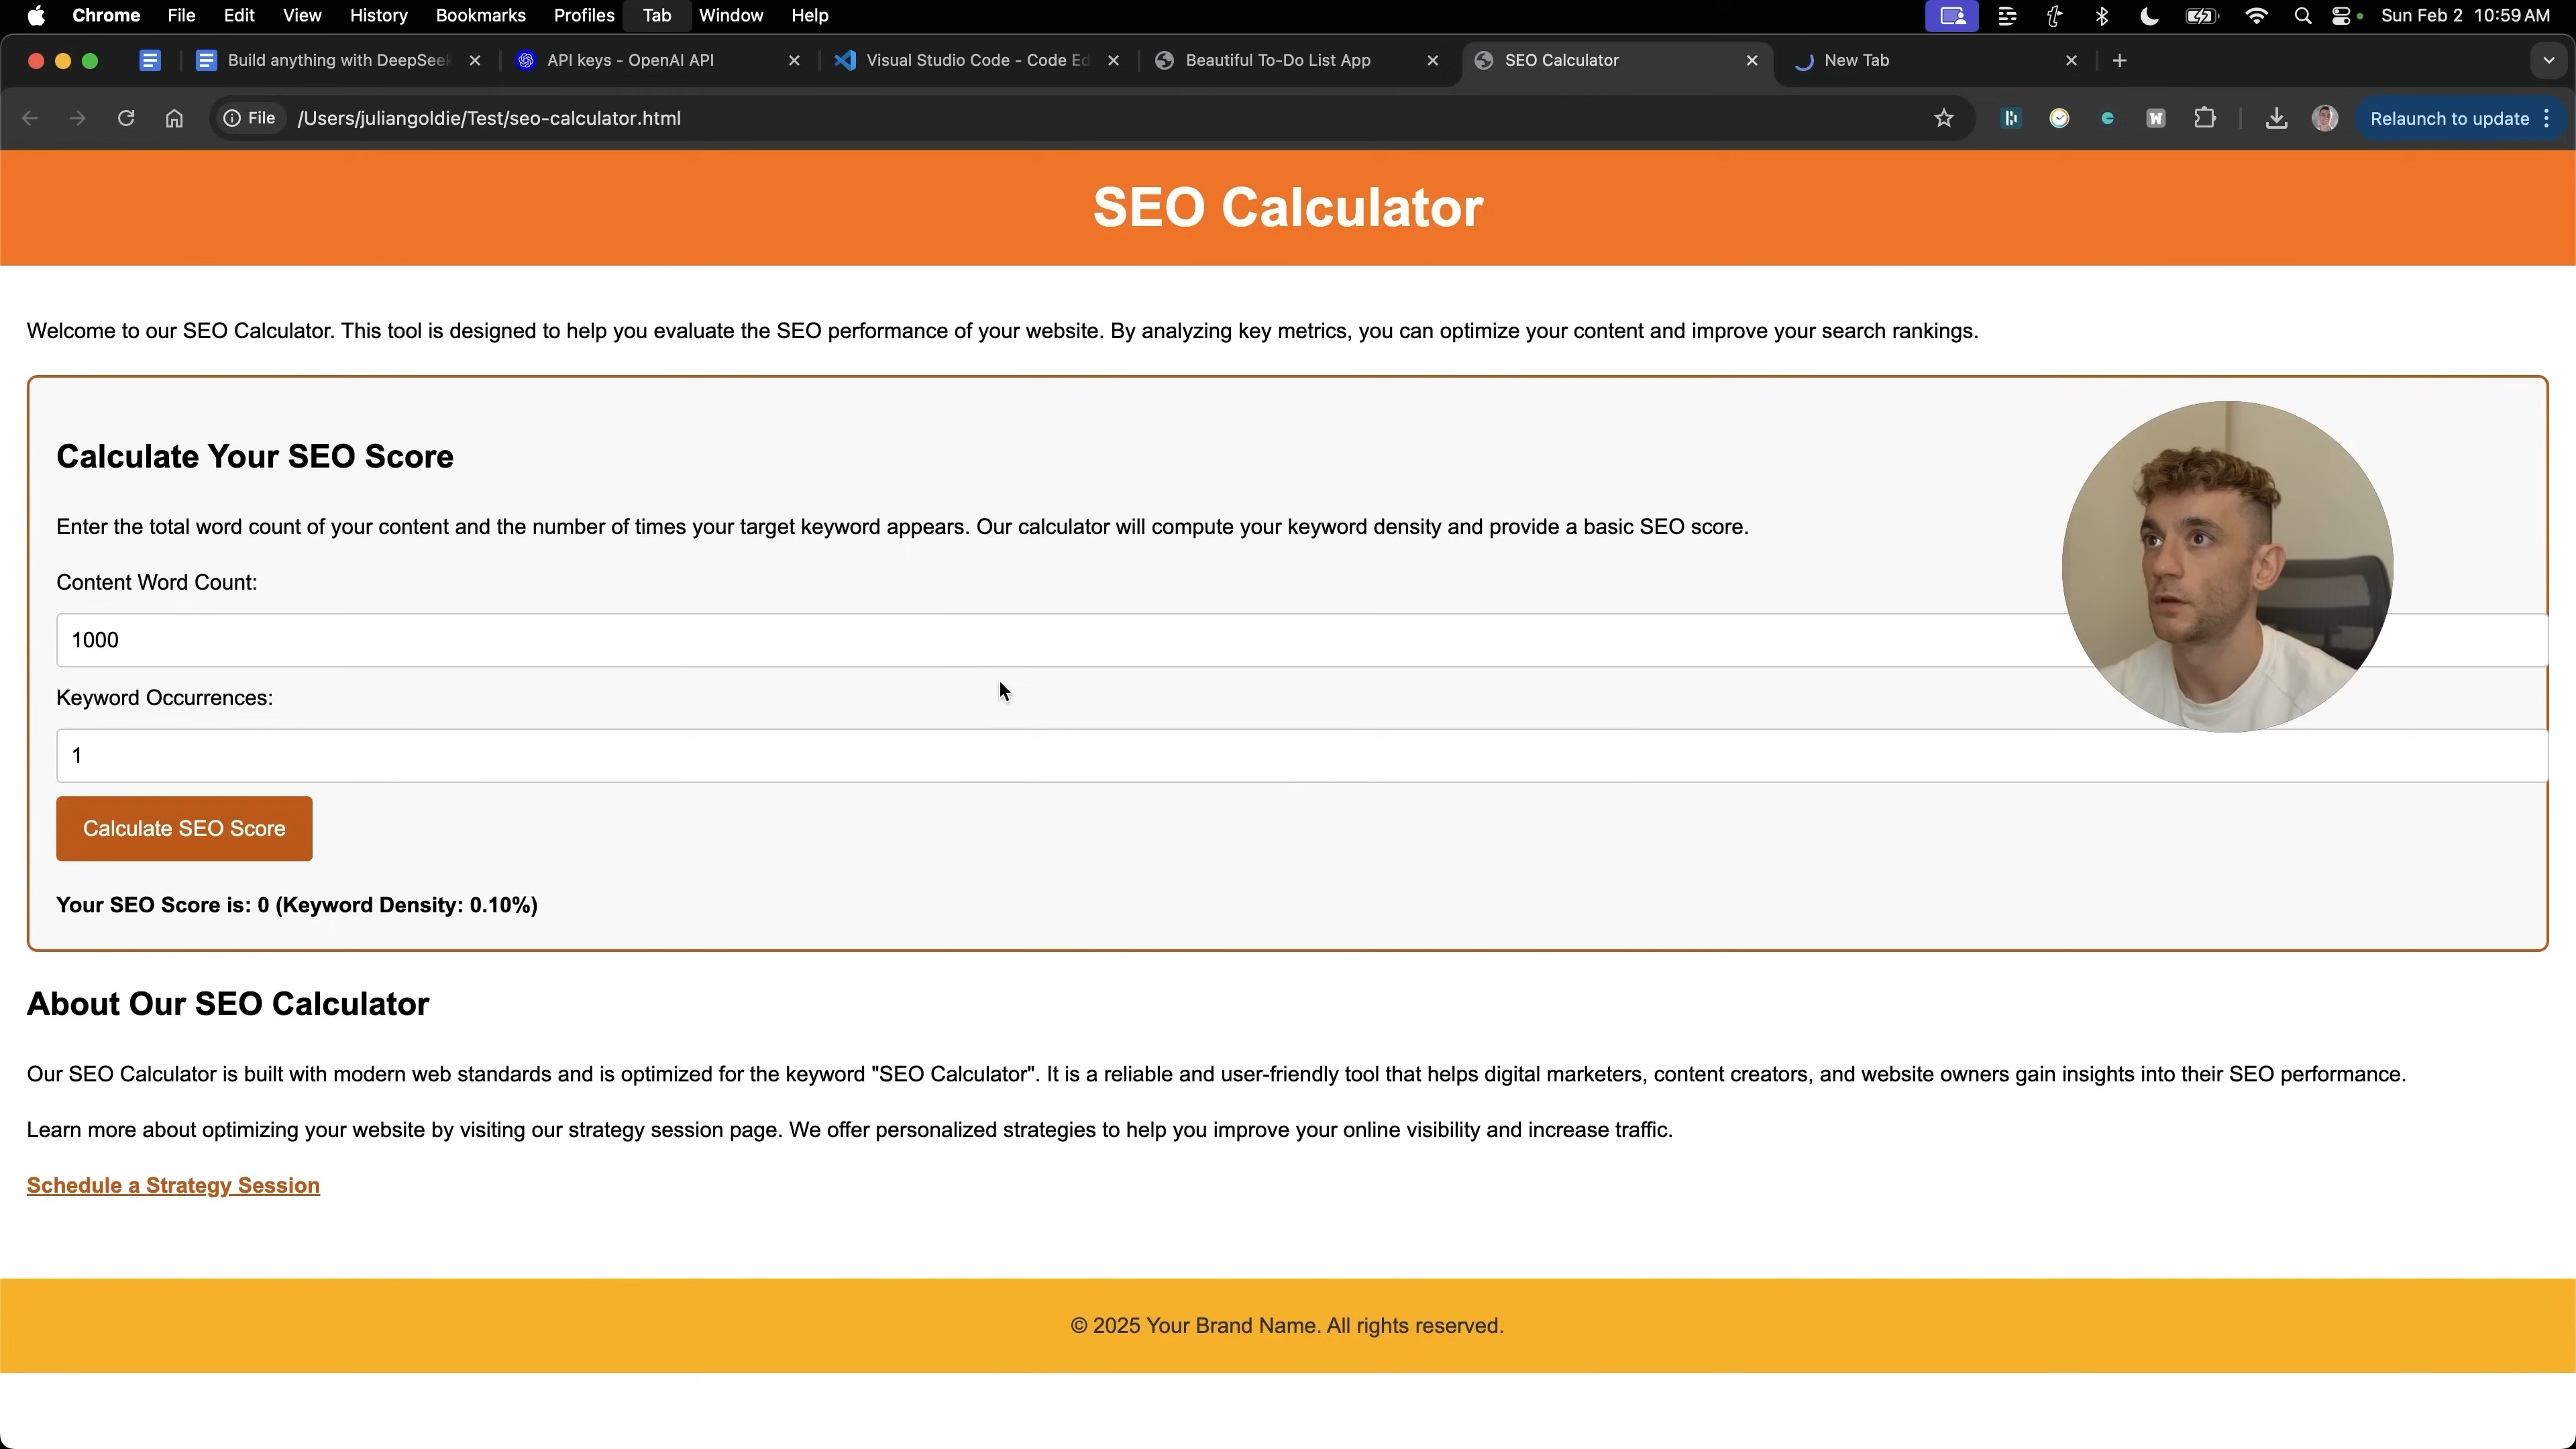 Chrome File Edit View History Bookmarks Profiles Tab Window Help Sun Feb 2 10:59 AM
Build anything with DeepSeek API keys - OpenAI API Visual Studio Code - Code Ed Beautiful To-Do List App SEO Calculator New Tab
File /Users/juliangoldie/Test/seo-calculator.html Relaunch to update
SEO Calculator
Welcome to our SEO Calculator. This tool is designed to help you evaluate the SEO performance of your website. By analyzing key metrics, you can optimize your content and improve your search rankings.
Calculate Your SEO Score
Enter the total word count of your content and the number of times your target keyword appears. Our calculator will compute your keyword density and provide a basic SEO score.
Content Word Count:
1000
Keyword Occurrences:
1
Calculate SEO Score
Your SEO Score is: 0 (Keyword Density: 0.10%)
About Our SEO Calculator
Our SEO Calculator is built with modern web standards and is optimized for the keyword "SEO Calculator". It is a reliable and user-friendly tool that helps digital marketers, content creators, and website owners gain insights into their SEO performance.
Learn more about optimizing your website by visiting our strategy session page. We offer personalized strategies to help you improve your online visibility and increase traffic.
Schedule a Strategy Session
© 2025 Your Brand Name. All rights reserved.